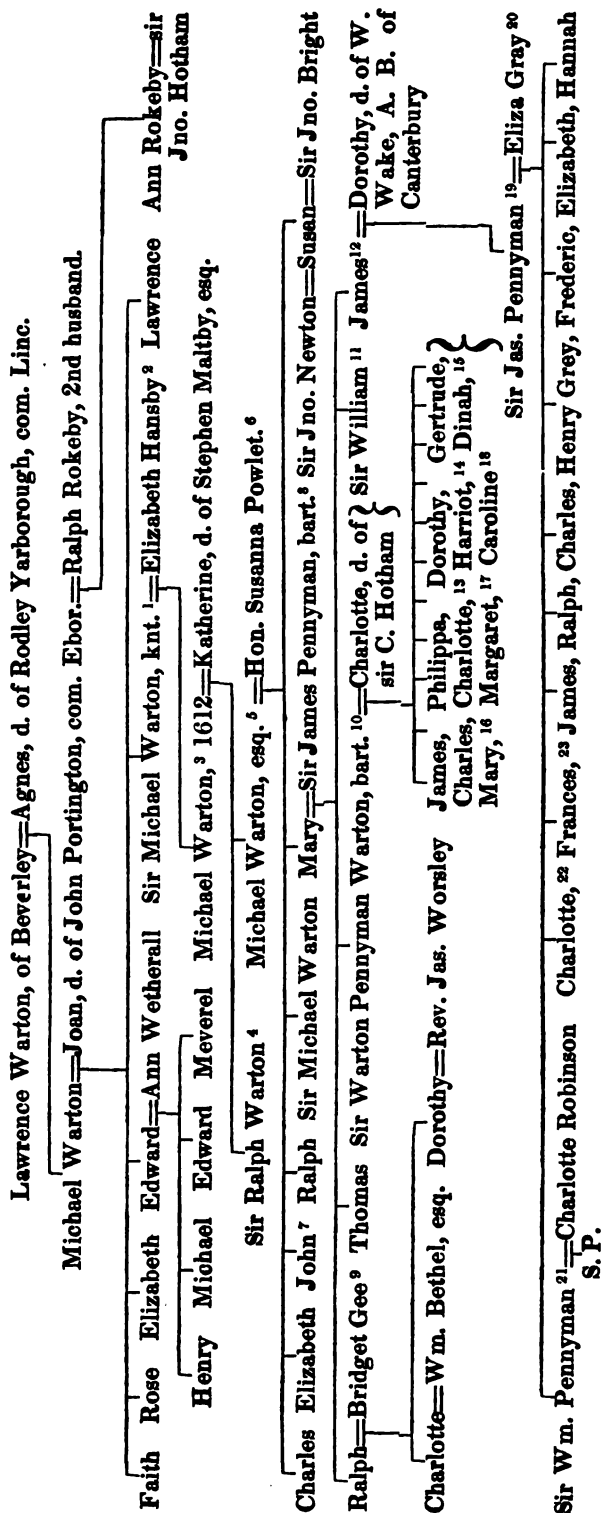 Lawrence Warton, of Beverley=Agnes, d. of Rodley Yarborough, com. Linc.
Michael Warton=Joan, d. of John Portington, com. Ebor.=Ralph Rokeby, 2nd husband.
Faith Rose Elizabeth Edward=Ann Wetherall Sir Michael Warton, knt. ¹=Elizabeth Hansby ² Lawrence Ann Rokeby=sir
Jno. Hotham
Henry Michael Edward Meverel Michael Warton, ³ 1612=Katherine, d. of Stephen Maltby, esq.
Sir Ralph Warton ⁴ Michael Warton, esq. ⁵=Hon. Susanna Powlet. ⁶
Charles Elizabeth John ⁷ Ralph Sir Michael Warton Mary=Sir James Pennyman, bart. ⁸ Sir Jno. Newton=Susan=Sir Jno. Bright
Ralph=Bridget Gee ⁹ Thomas Sir Warton Pennyman Warton, bart. ¹⁰=Charlotte, d. of } Sir William ¹¹ James ¹²=Dorothy, d. of W.
sir C. Hotham } Wake, A. B. of
Canterbury
Charlotte=Wm. Bethel, esq. Dorothy=Rev. Jas. Worsley James, Philippa, Dorothy, Gertrude, }
Charles, Charlotte, ¹³ Harriot, ¹⁴ Dinah, ¹⁵ }
Mary, ¹⁶ Margaret, ¹⁷ Caroline ¹⁸
Sir Jas. Pennyman ¹⁹=Eliza Gray ²⁰
Sir Wm. Pennyman ²¹=Charlotte Robinson Charlotte, ²² Frances, ²³ James, Ralph, Charles, Henry Grey, Frederic, Elizabeth, Hannah
S. P.